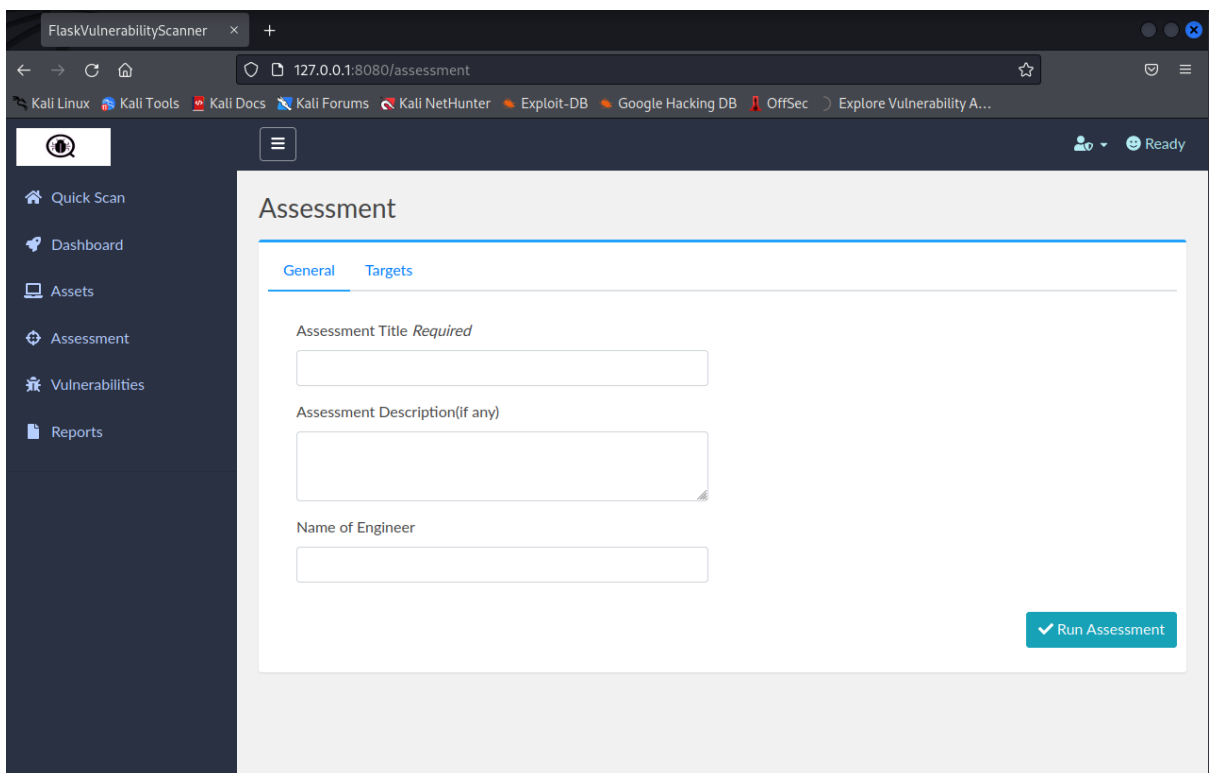 FlaskVulnerabilityScanner × +
127.0.0.1:8080/assessment
Kali Linux Kali Tools Kali Docs Kali Forums Kali NetHunter Exploit-DB Google Hacking DB OffSec Explore Vulnerability A...
Ready
Quick Scan
Dashboard
Assets
Assessment
Vulnerabilities
Reports
Assessment
General Targets
Assessment Title Required
Assessment Description(if any)
Name of Engineer
Run Assessment